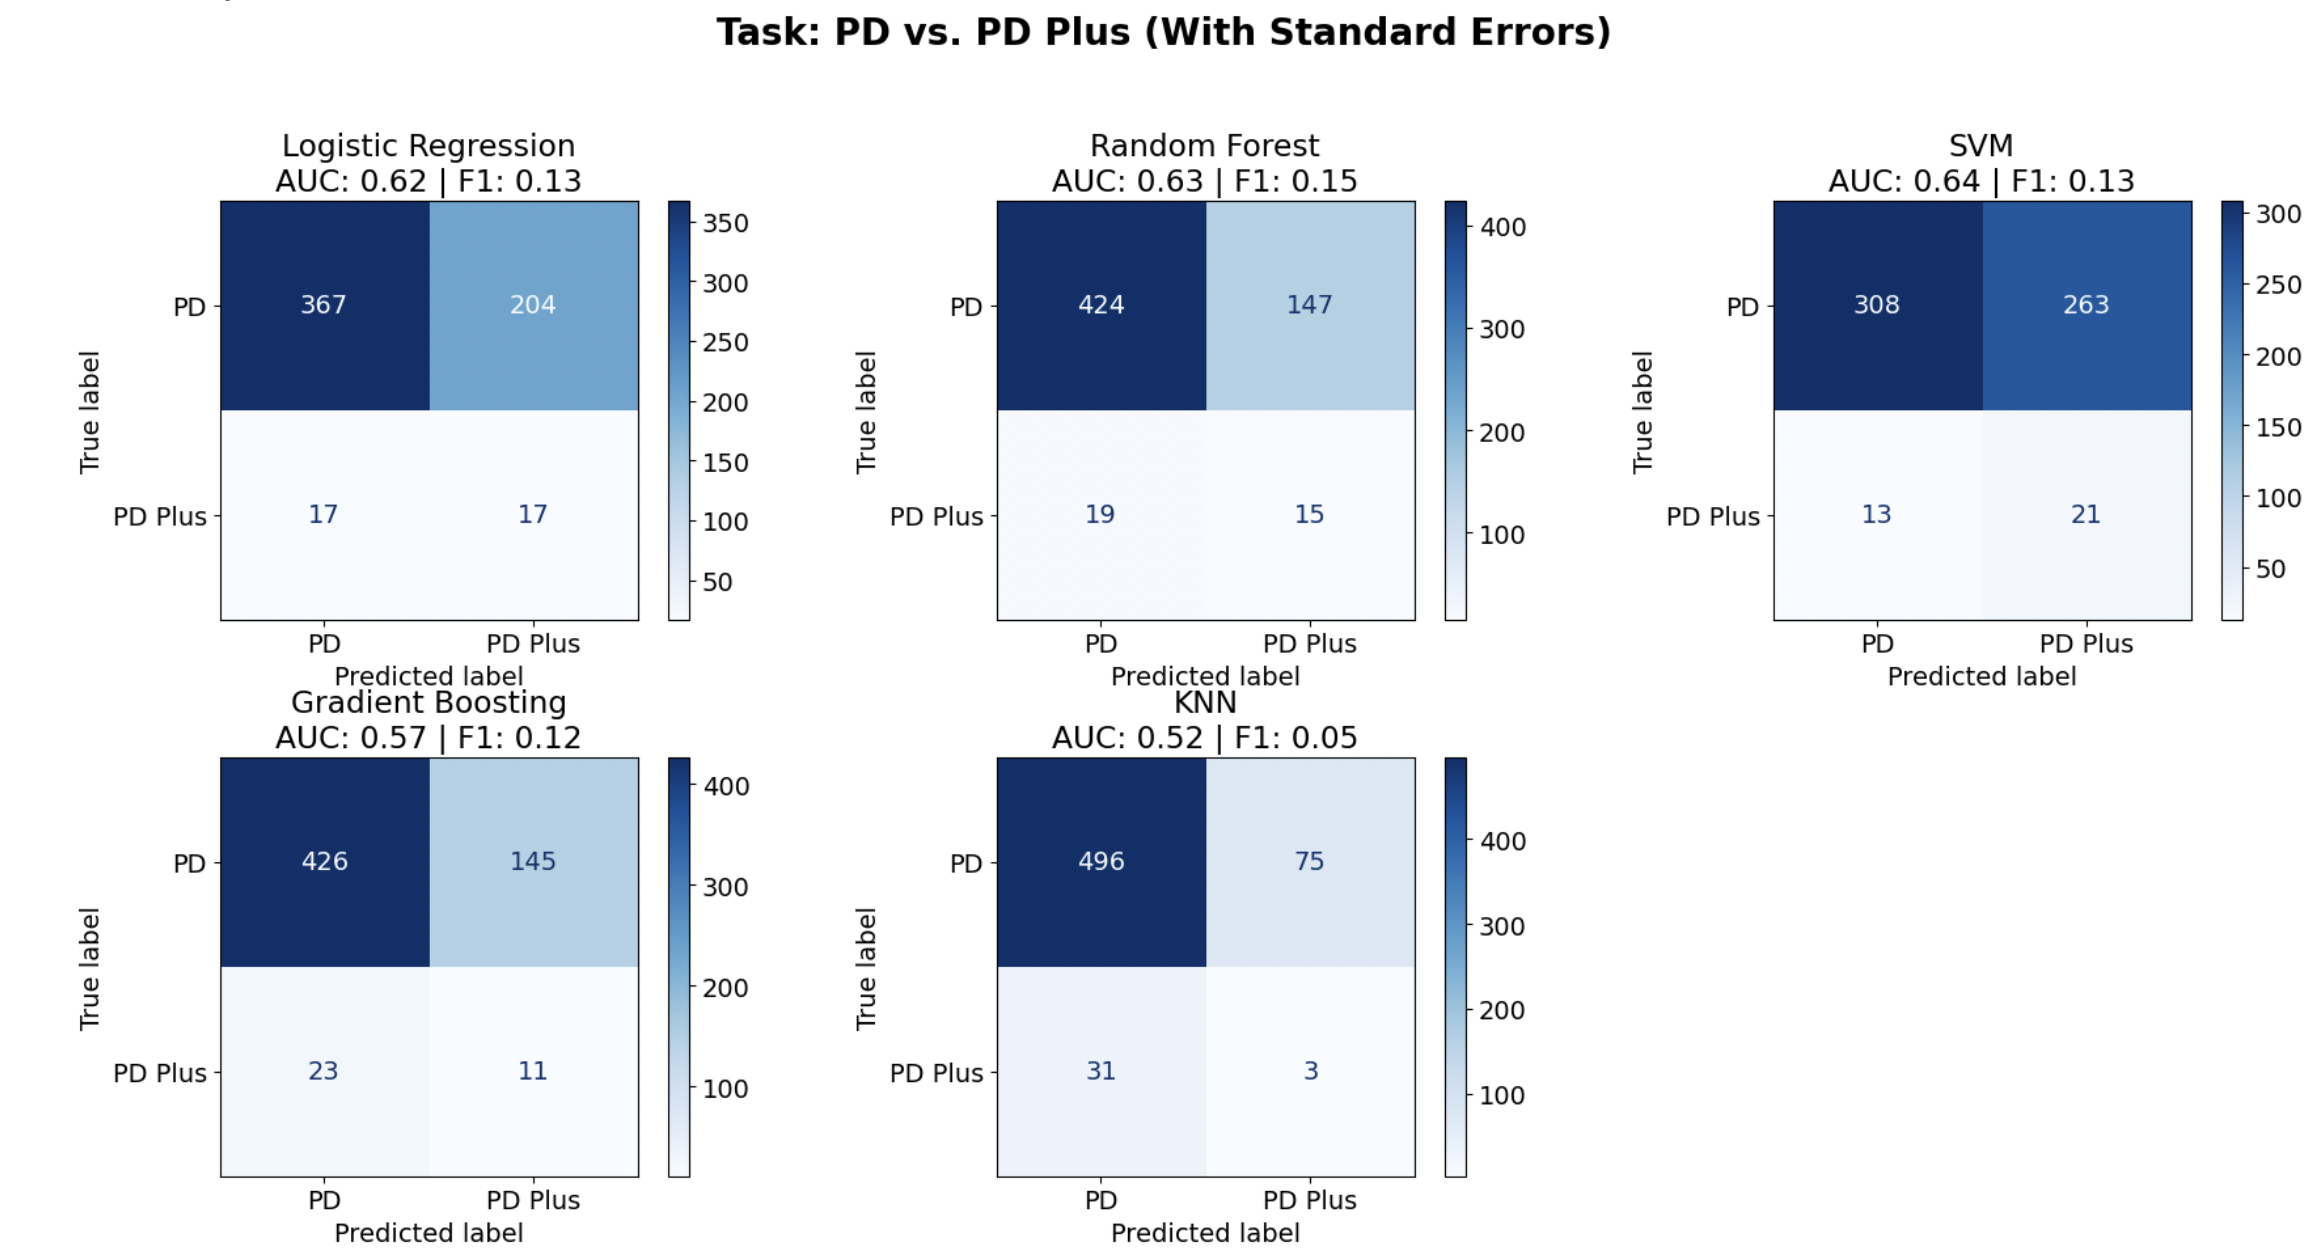 Task: PD vs. PD Plus (With Standard Errors)
Logistic Regression
AUC: 0.62 | F1: 0.13
True label
PD
PD Plus
367
204
17
17
PD
PD Plus
Predicted label
350
300
250
200
150
100
50
Random Forest
AUC: 0.63 | F1: 0.15
True label
PD
PD Plus
424
147
19
15
PD
PD Plus
Predicted label
400
300
200
100
SVM
AUC: 0.64 | F1: 0.13
True label
PD
PD Plus
308
263
13
21
PD
PD Plus
Predicted label
300
250
200
150
100
50
Gradient Boosting
AUC: 0.57 | F1: 0.12
True label
PD
PD Plus
426
145
23
11
PD
PD Plus
Predicted label
400
300
200
100
KNN
AUC: 0.52 | F1: 0.05
True label
PD
PD Plus
496
75
31
3
PD
PD Plus
Predicted label
400
300
200
100